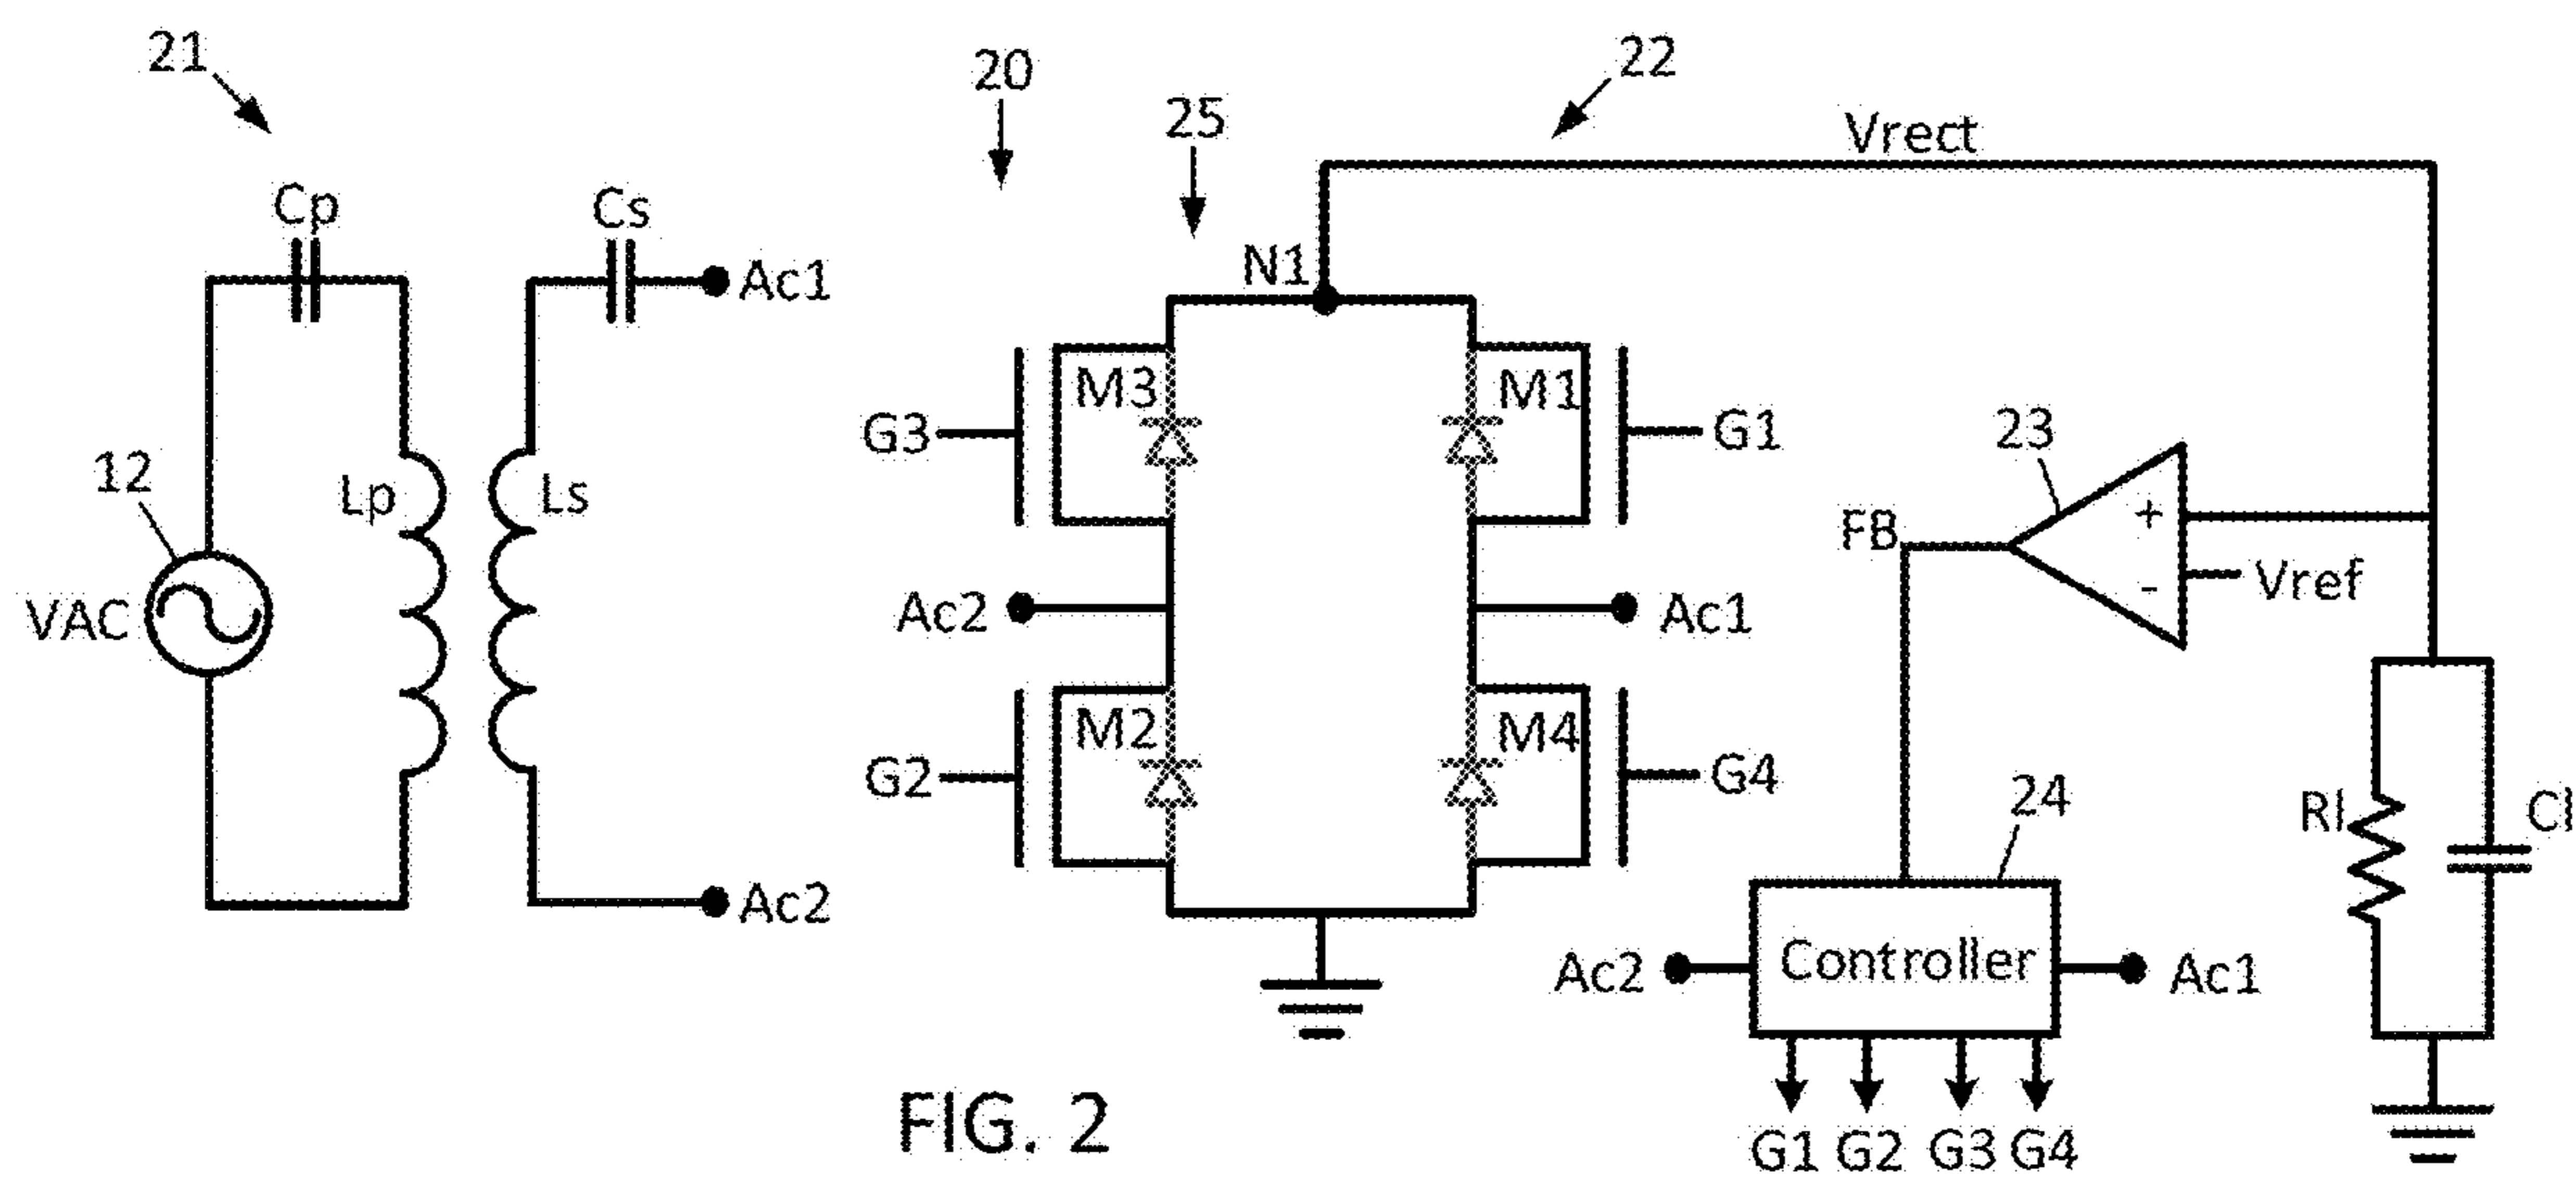 21
20
22
25
Vrect
Cp
Cs
N1
Ac1
M3
M1
G3
G1
23
12
Lp
Ls
+
FB
-
Vref
VAC
Ac2
Ac1
M2
M4
G2
G4
24
Rl
Cl
Ac2
Controller
Ac2
Ac1
G1 G2 G3 G4
FIG. 2